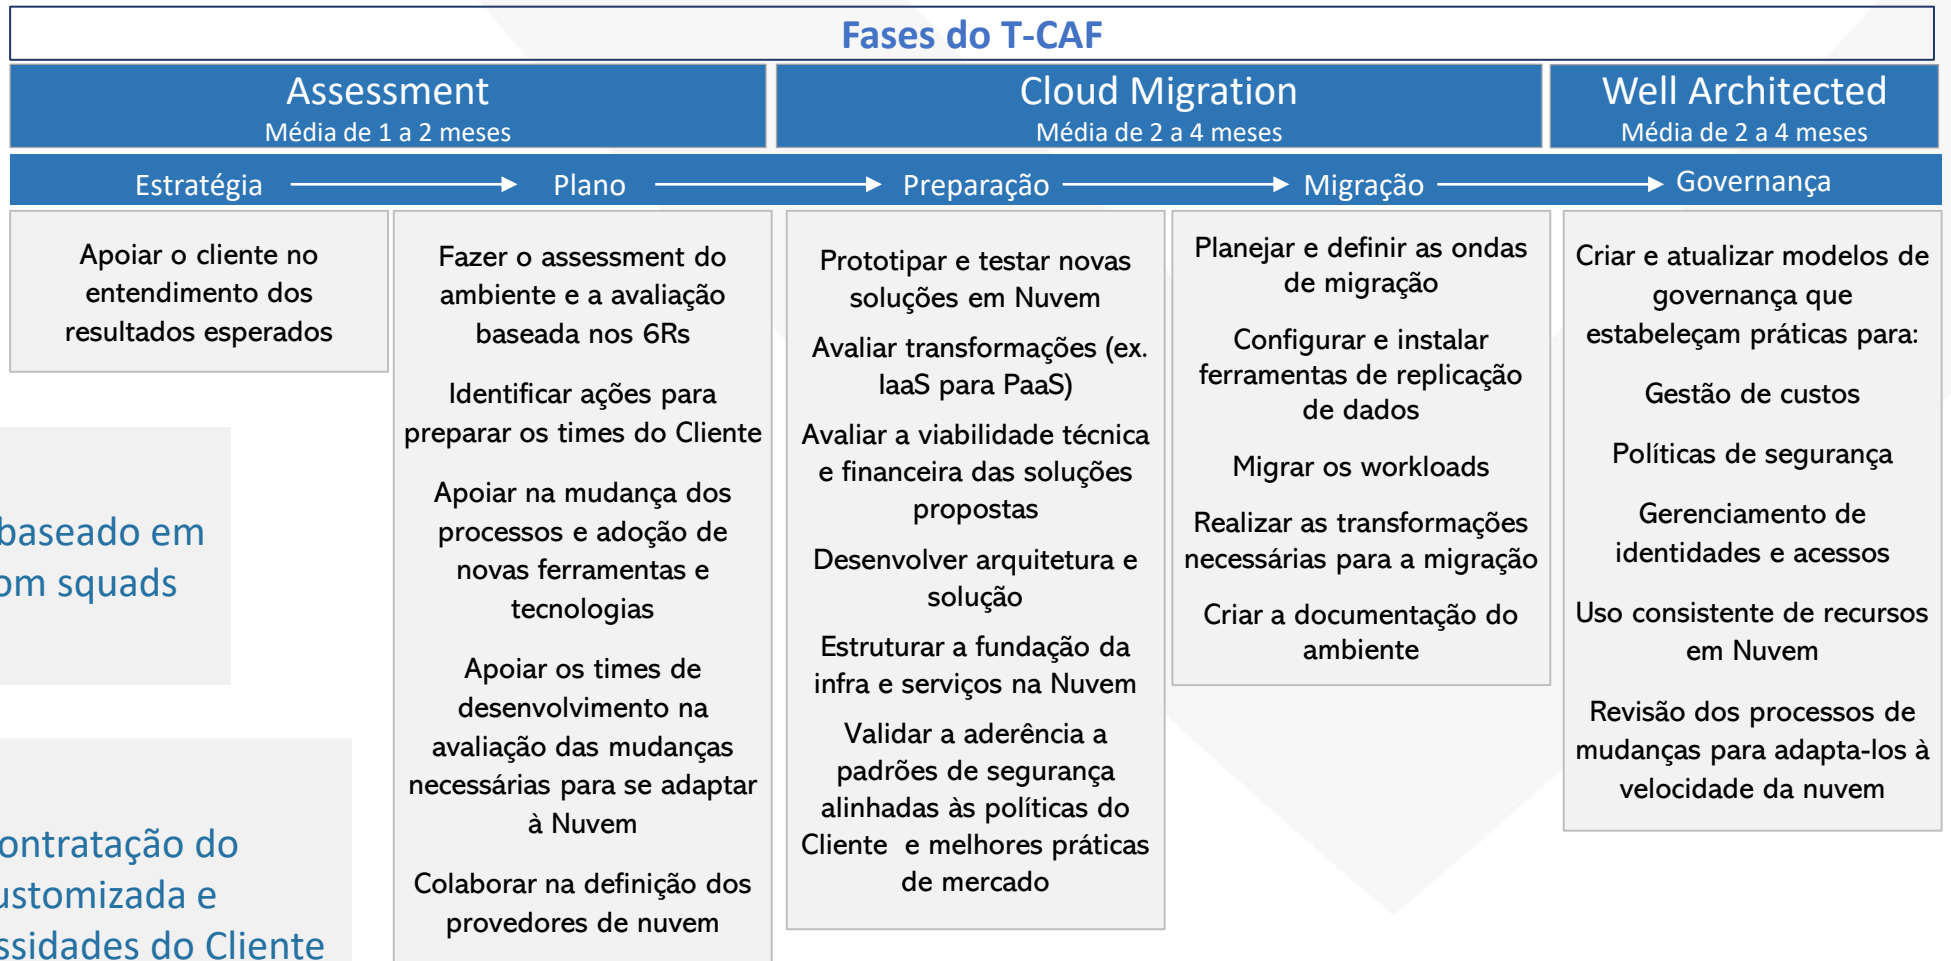 Fases do T-CAF
Assessment
Média de 1 a 2 meses
Cloud Migration
Média de 2 a 4 meses
Well Architected
Média de 2 a 4 meses
Estratégia
Plano
Preparação
Migração
Governança
Apoiar o cliente no
entendimento dos
resultados esperados
Fazer o assessment do
ambiente e a avaliação
baseada nos 6Rs
Identificar ações para
preparar os times do Cliente
Apoiar na mudança dos
processos e adoção de
novas ferramentas e
tecnologias
Apoiar os times de
desenvolvimento na
avaliação das mudanças
necessárias para se adaptar
à Nuvem
Colaborar na definição dos
provedores de nuvem
Prototipar e testar novas
soluções em Nuvem
Avaliar transformações (ex.
IaaS para PaaS)
Avaliar a viabilidade técnica
e financeira das soluções
propostas
Desenvolver arquitetura e
solução
Estruturar a fundação da
infra e serviços na Nuvem
Validar a aderência a
padrões de segurança
alinhadas às políticas do
Cliente e melhores práticas
de mercado
Planejar e definir as ondas
de migração
Configurar e instalar
ferramentas de replicação
de dados
Migrar os workloads
Realizar as transformações
necessárias para a migração
Criar a documentação do
ambiente
Criar e atualizar modelos de
governança que
estabeleçam práticas para:
Gestão de custos
Políticas de segurança
Gerenciamento de
identidades e acessos
Uso consistente de recursos
em Nuvem
Revisão dos processos de
mudanças para adapta-los à
velocidade da nuvem
baseado em
squads
do
e
do Cliente